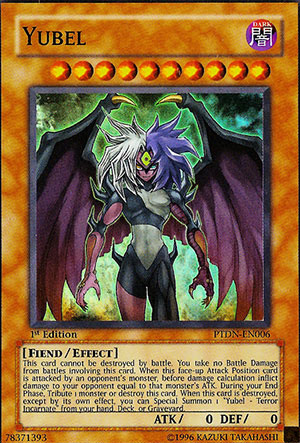 YUBEL
DARK
闇
1st Edition
PTDN-EN006
[FIEND / EFFECT]
This card cannot be destroyed by battle. You take no Battle Damage
from battles involving this card. When this face-up Attack Position card
is attacked by an opponent's monster, before damage calculation inflict
damage to your opponent equal to that monster's ATK. During your End
Phase, Tribute 1 monster or destroy this card. When this card is destroyed,
except by its own effect, you can Special Summon 1 "Yubel - Terror
Incarnate" from your hand, Deck, or Graveyard.
ATK / 0 DEF / 0
78371393 ©1996 KAZUKI TAKAHASHI